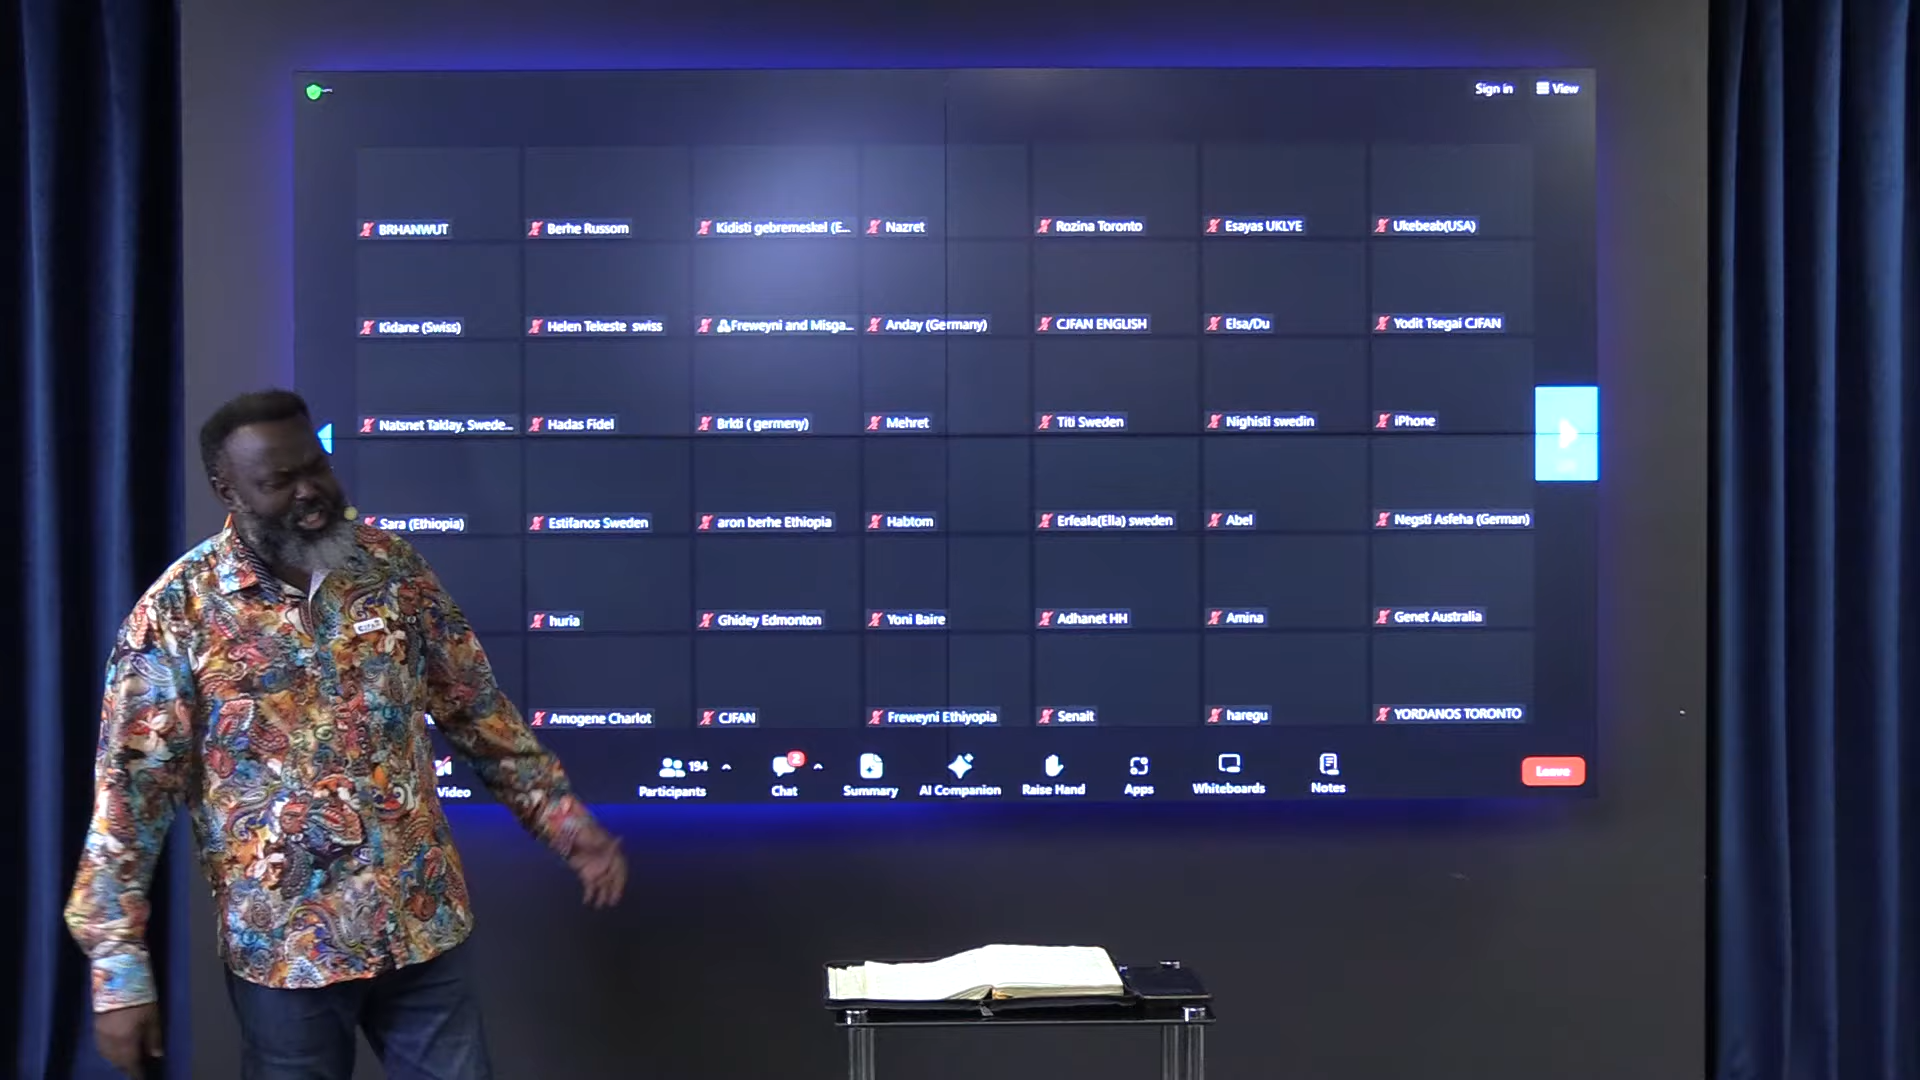 Sign in View
BRHANWUT Berhe Russom Kidisti gebremeskel (E... Nazret Rozina Toronto Esayas UKLYE Ukebeab(USA)
Kidane (Swiss) Helen Tekeste swiss Freweyni and Misga... Anday (Germany) CJFAN ENGLISH Elsa/Du Yodit Tsegai CJFAN
Natsnet Taklay, Swede... Hadas Fidel Brkti ( germeny) Mehret Titi Sweden Nighisti swedin iPhone
Sara (Ethiopia) Estifanos Sweden aron berhe Ethiopia Habtom Erfeala(Ella) sweden Abel Negsti Asfeha (German)
huria Ghidey Edmonton Yoni Baire Adhanet HH Amina Genet Australia
Amogene Charlot CJFAN Freweyni Ethiyopia Senait haregu YORDANOS TORONTO
194 2
Video Participants Chat Summary AI Companion Raise Hand Apps Whiteboards Notes Leave